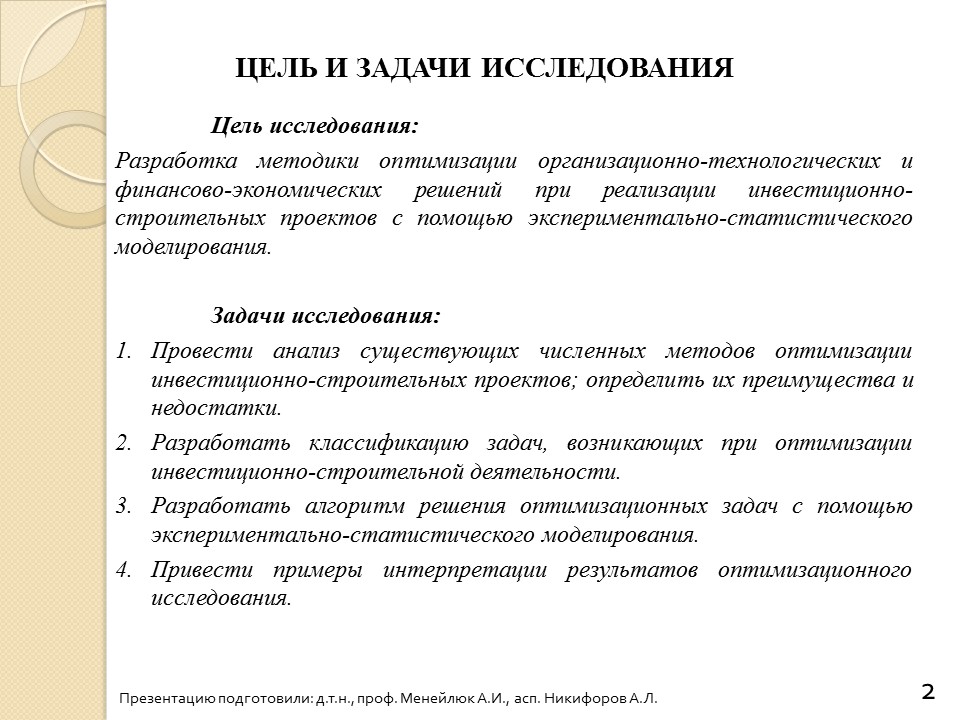 ЦЕЛЬ И ЗАДАЧИ ИССЛЕДОВАНИЯ
Цель исследования:
Разработка методики оптимизации организационно-технологических и
финансово-экономических решений при реализации инвестиционно-
строительных проектов с помощью экспериментально-статистического
моделирования.
Задачи исследования:
1. Провести анализ существующих численных методов оптимизации
инвестиционно-строительных проектов; определить их преимущества и
недостатки.
2. Разработать классификацию задач, возникающих при оптимизации
инвестиционно-строительной деятельности.
3. Разработать алгоритм решения оптимизационных задач с помощью
экспериментально-статистического моделирования.
4. Привести примеры интерпретации результатов оптимизационного
исследования.
Презентацию подготовили: д.т.н., проф. Менейлюк А.И., асп. Никифоров А.Л.
2